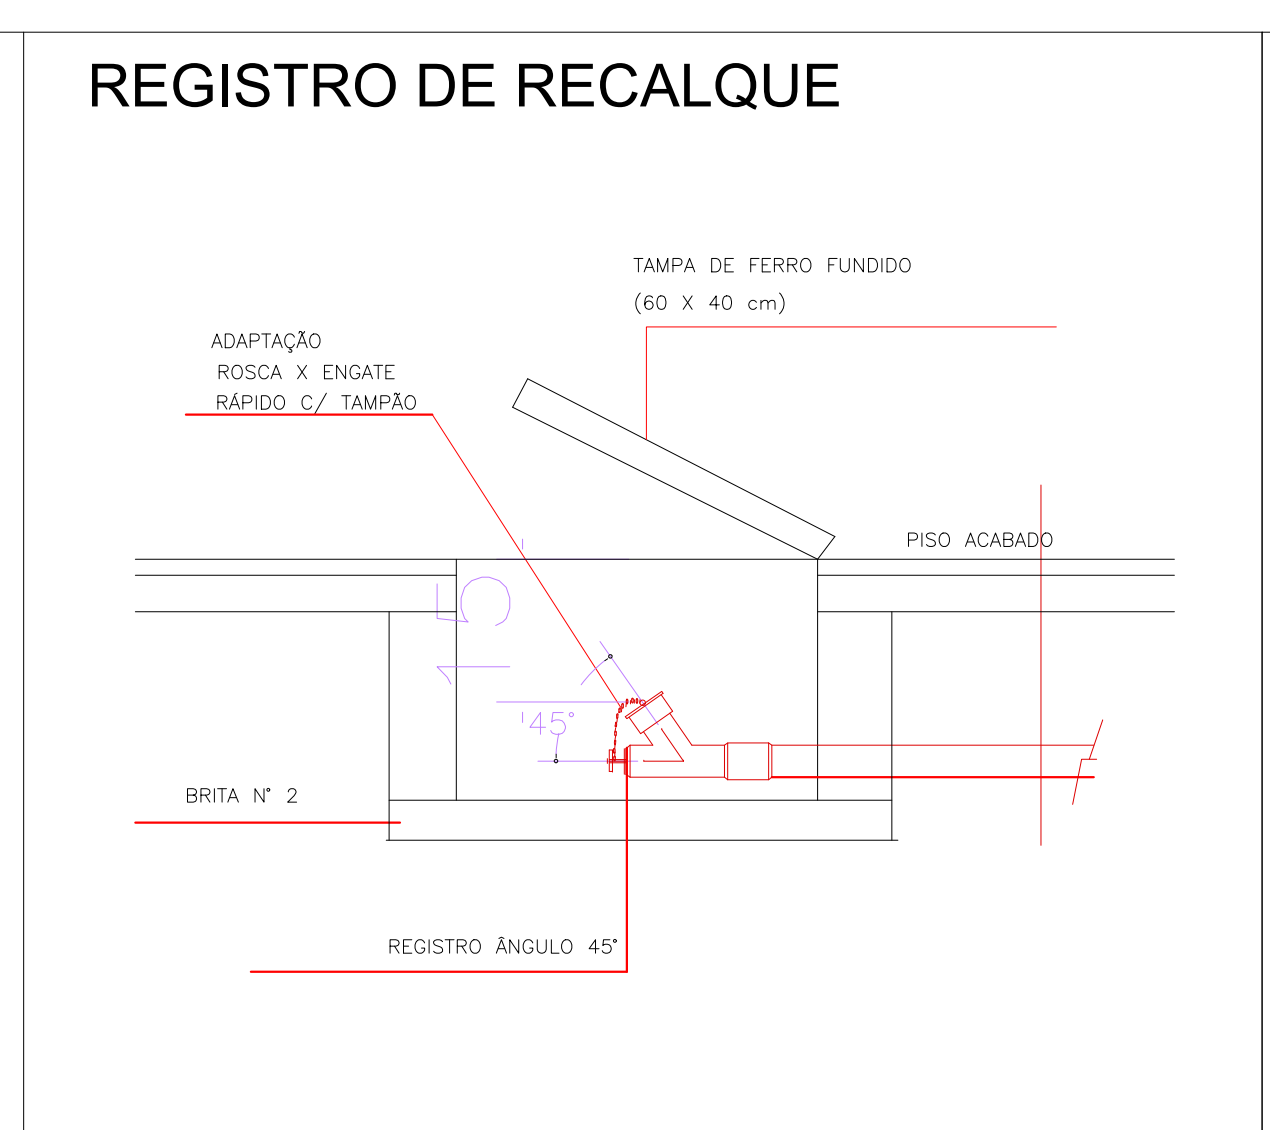 REGISTRO DE RECALQUE
TAMPA DE FERRO FUNDIDO
(60 X 40 cm)
ADAPTAÇÃO
ROSCA X ENGATE
RÁPIDO C/ TAMPÃO
PISO ACABADO
15
45°
BRITA N° 2
REGISTRO ÂNGULO 45°